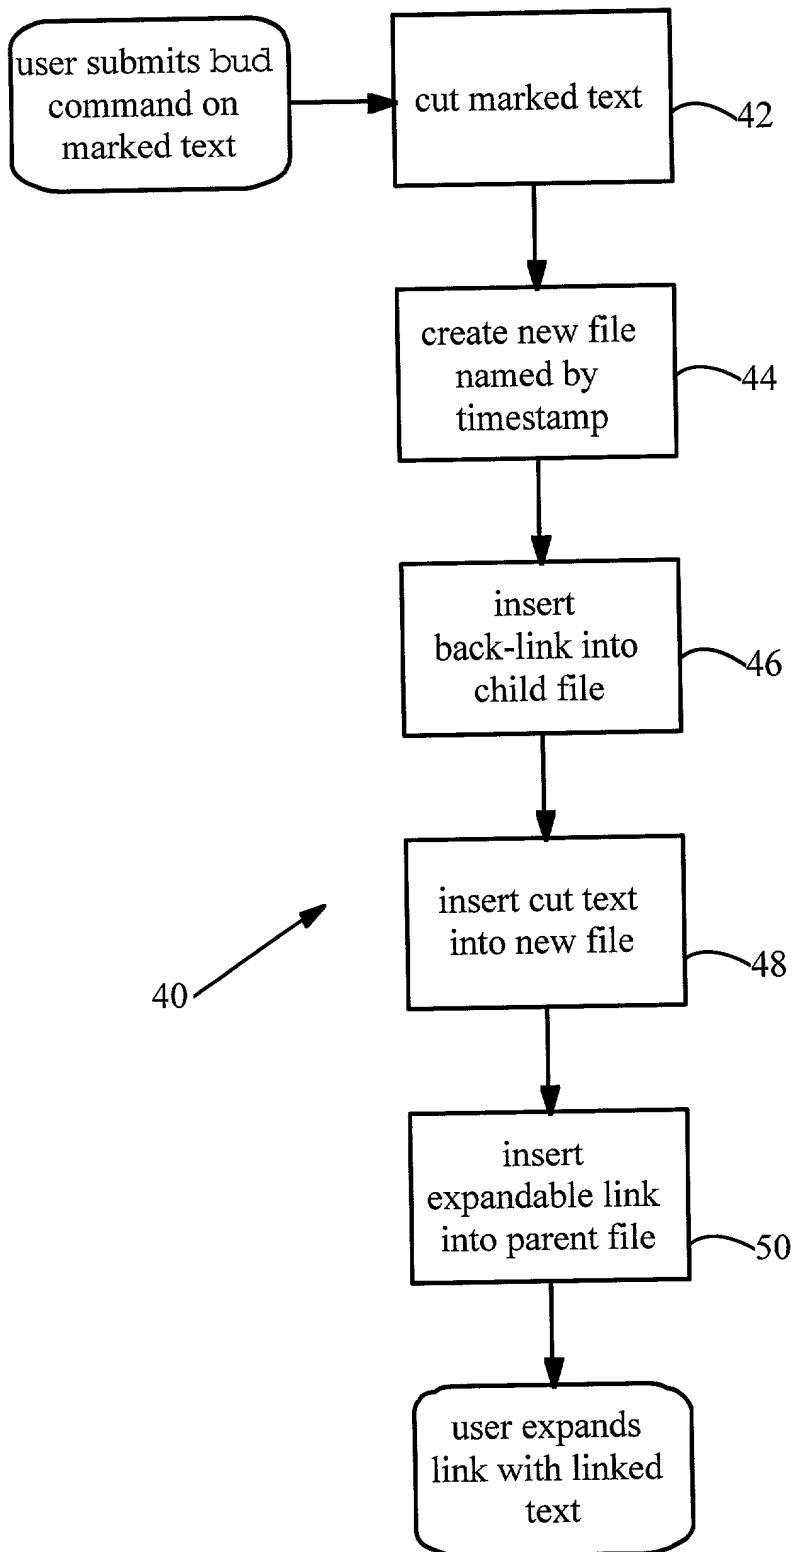 user submits bud
command on
marked text
cut marked text
42
create new file
named by
timestamp
44
insert
back-link into
child file
46
insert cut text
into new file
48
40
insert
expandable link
into parent file
50
user expands
link with linked
text